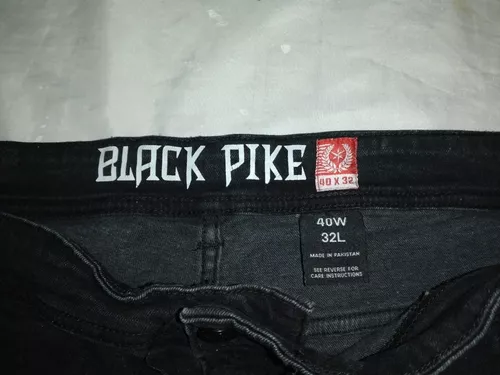 BLACK PIKE
40 X 32
40W
32L
MADE IN PAKISTAN
SEE REVERSE FOR
CARE INSTRUCTIONS